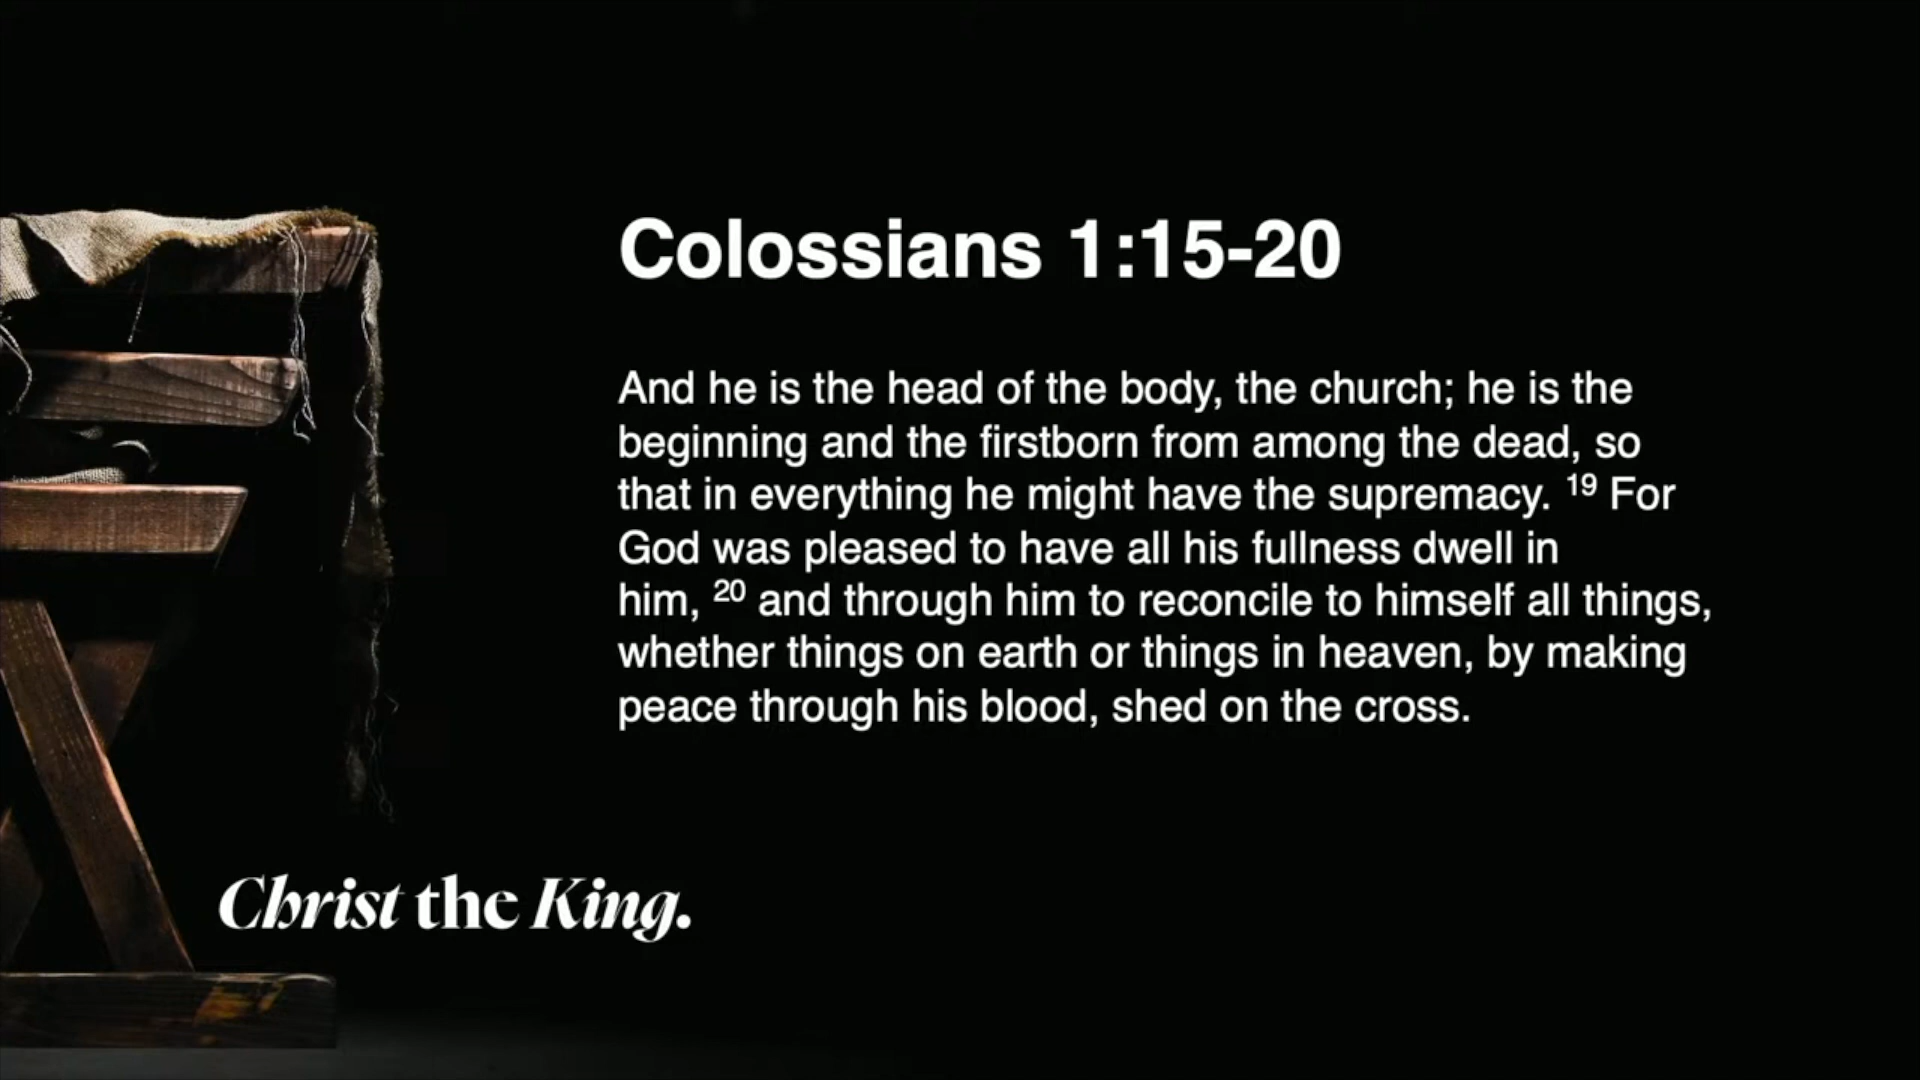 Colossians 1:15-20
And he is the head of the body, the church; he is the
beginning and the firstborn from among the dead, so
that in everything he might have the supremacy. 19 For
God was pleased to have all his fullness dwell in
him, 20 and through him to reconcile to himself all things,
whether things on earth or things in heaven, by making
peace through his blood, shed on the cross.
Christ the King.